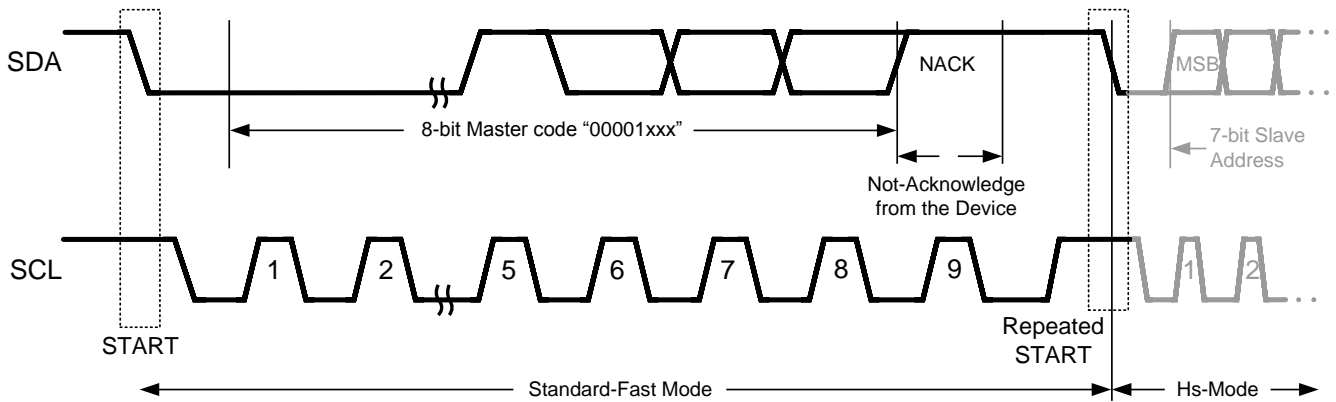 SDA
NACK
MSB
8-bit Master code “00001xxx”
7-bit Slave
Address
Not-Acknowledge
from the Device
SCL
1
2
5
6
7
8
9
1
2
START
Repeated
START
Standard-Fast Mode
Hs-Mode